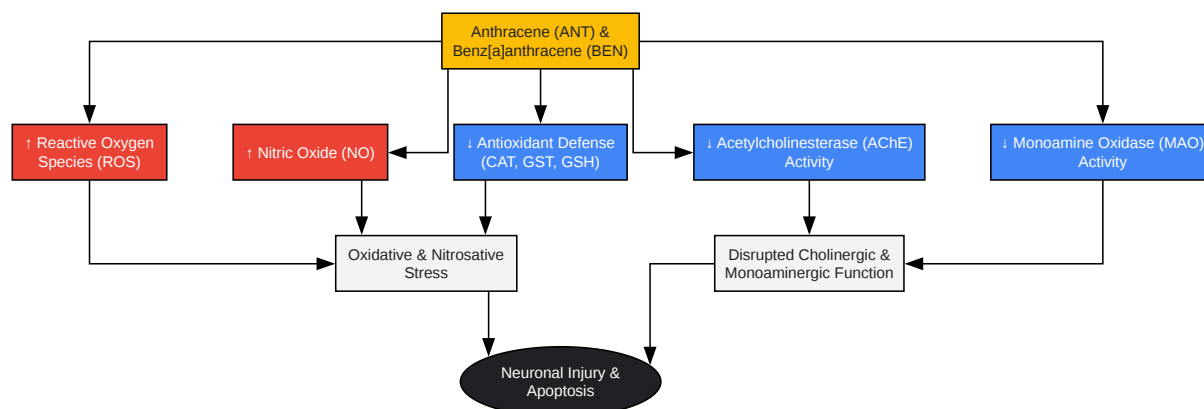 Anthracene (ANT) &
Benz[a]anthracene (BEN)
↑ Reactive Oxygen
Species (ROS)
↑ Nitric Oxide (NO)
↓ Antioxidant Defense
(CAT, GST, GSH)
↓ Acetylcholinesterase (AChE)
Activity
↓ Monoamine Oxidase (MAO)
Activity
Oxidative & Nitrosative
Stress
Disrupted Cholinergic &
Monoaminergic Function
Neuronal Injury &
Apoptosis